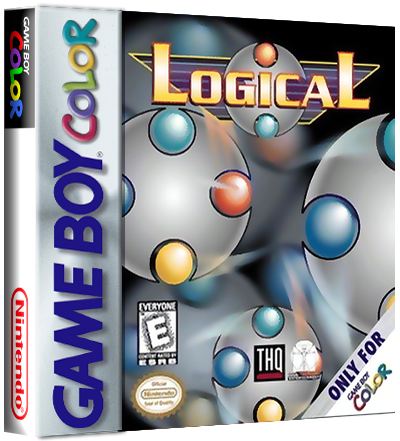 GAME BOY
COLOR
Nintendo
GAME BOY COLOR
LOGICAL
EVERYONE
E
CONTENT RATED BY
ESRB
Official
Nintendo
Seal of Quality
THQ
ONLY FOR
GAME BOY
COLOR